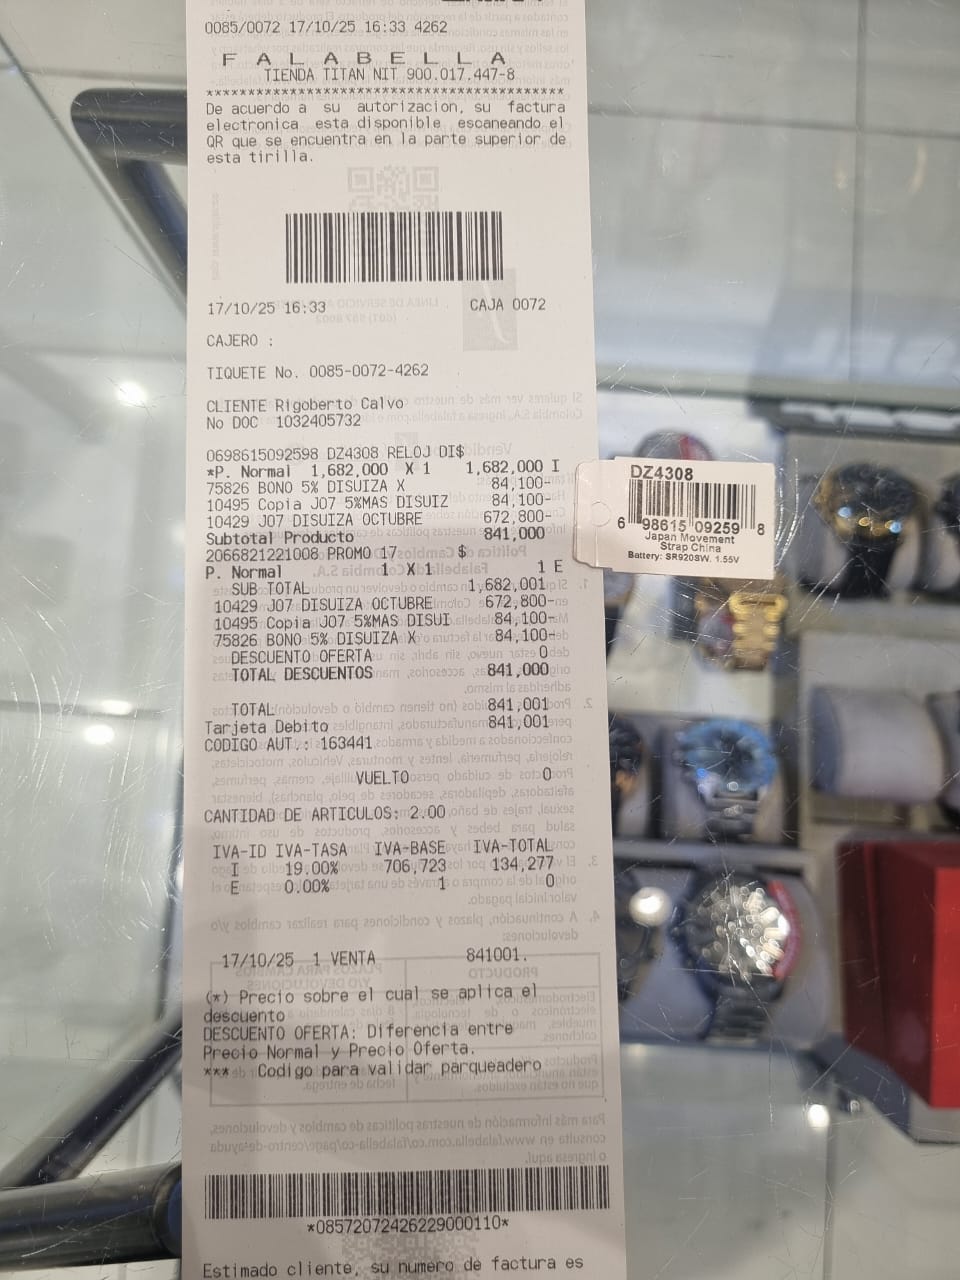 0085/0072 17/10/25 16:33 4262
F A L A B E L L A
TIENDA TITAN NIT 900.017.447-8
******************************************
De acuerdo a su autorizacion, su factura
electronica esta disponible escaneando el
QR que se encuentra en la parte superior de
esta tirilla.
17/10/25 16:33 CAJA 0072
CAJERO :
TIQUETE No. 0085-0072-4262
CLIENTE Rigoberto Calvo
No DOC 1032405732
0698615092598 DZ4308 RELOJ DI$
*P. Normal 1,682,000 X 1 1,682,000 I
75826 BONO 5% DISUIZA X 84,100-
10495 Copia J07 5%MAS DISUIZ 84,100-
10429 J07 DISUIZA OCTUBRE 672,800-
Subtotal Producto 841,000
2066821221008 PROMO 17 $
P. Normal 1 X 1 1 E
SUB TOTAL 1,682,001
10429 J07 DISUIZA OCTUBRE 672,800-
10495 Copia J07 5%MAS DISUI 84,100-
75826 BONO 5% DISUIZA X 84,100-
DESCUENTO OFERTA 0
TOTAL DESCUENTOS 841,000
TOTAL 841,001
Tarjeta Debito 841,001
CODIGO AUT.: 163441
VUELTO 0
CANTIDAD DE ARTICULOS: 2.00
IVA-ID IVA-TASA IVA-BASE IVA-TOTAL
I 19.00% 706,723 134,277
E 0.00% 1 0
17/10/25 1 VENTA 841001.
(*) Precio sobre el cual se aplica el
descuento
DESCUENTO OFERTA: Diferencia entre
Precio Normal y Precio Oferta.
*** Codigo para validar parqueadero
*08572072426229000110*
Estimado cliente, su numero de factura es
DZ4308
6 98615 09259 8
Japan Movement
Strap China
Battery: SR920SW. 1.55V